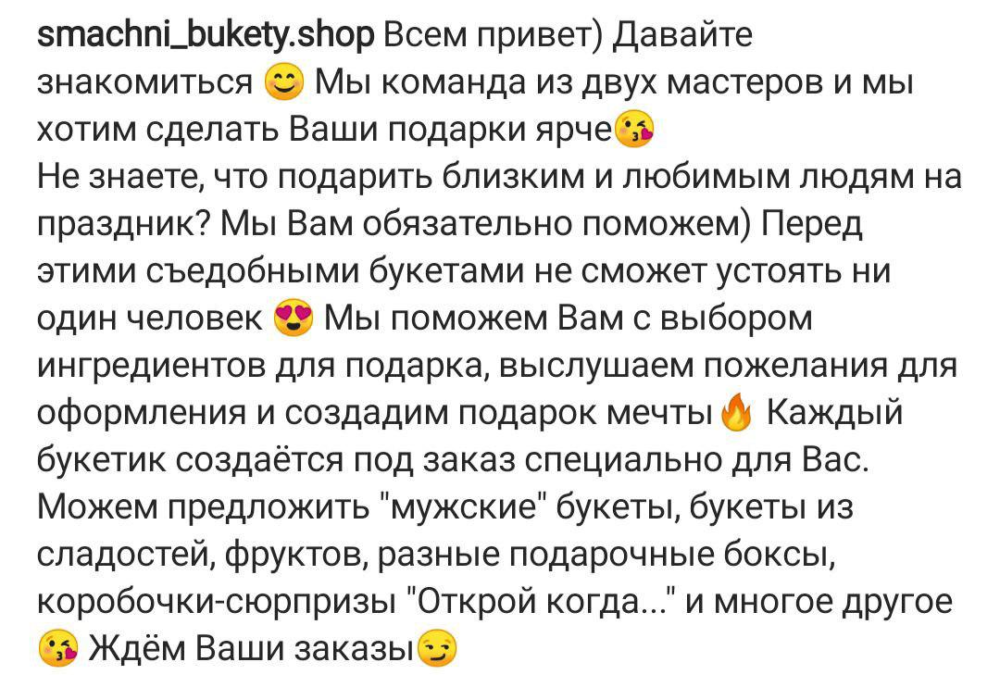 smachni_bukety.shop Всем привет) Давайте
знакомиться 😊 Мы команда из двух мастеров и мы
хотим сделать Ваши подарки ярче😘
Не знаете, что подарить близким и любимым людям на
праздник? Мы Вам обязательно поможем) Перед
этими съедобными букетами не сможет устоять ни
один человек 😍 Мы поможем Вам с выбором
ингредиентов для подарка, выслушаем пожелания для
оформления и создадим подарок мечты🔥 Каждый
букетик создаётся под заказ специально для Вас.
Можем предложить "мужские" букеты, букеты из
сладостей, фруктов, разные подарочные боксы,
коробочки-сюрпризы "Открой когда..." и многое другое
😘 Ждём Ваши заказы😏